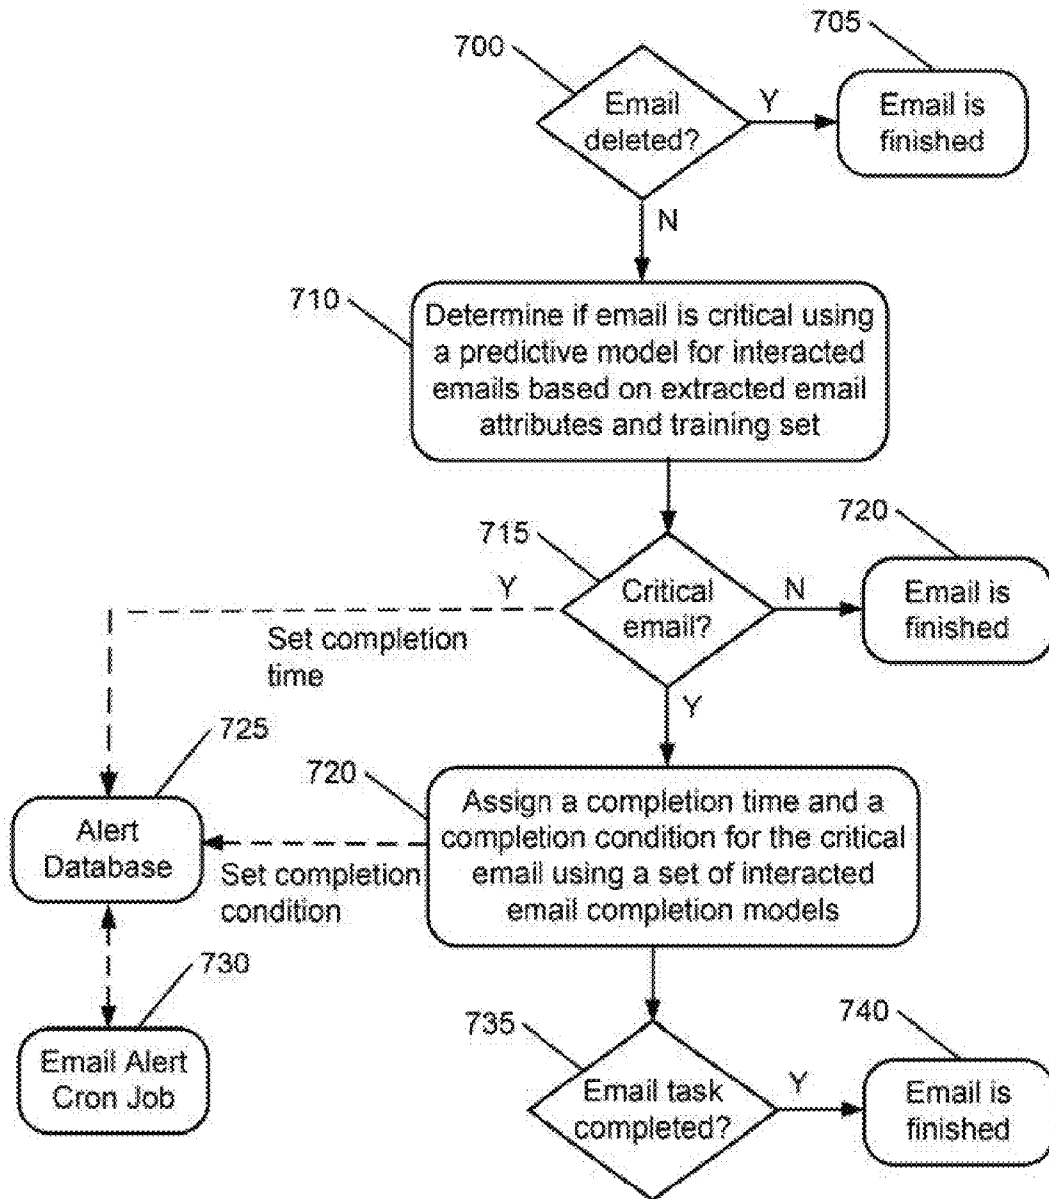 700
Email
deleted?
Y
705
Email is
finished
N
710
Determine if email is critical using
a predictive model for interacted
emails based on extracted email
attributes and training set
715
Critical
email?
N
720
Email is
finished
Y
Set completion
time
Y
725
Alert
Database
720
Assign a completion time and a
completion condition for the critical
email using a set of interacted
email completion models
Set completion
condition
730
Email Alert
Cron Job
735
Email task
completed?
Y
740
Email is
finished